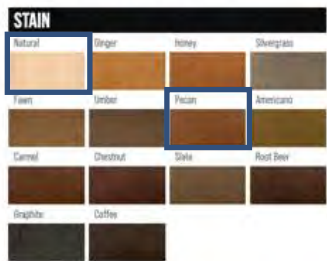 STAIN
Natural Ginger Honey Silvergrass
Fawn Umber Pecan Americano
Carmel Chestnut Slate Root Beer
Graphite Coffee